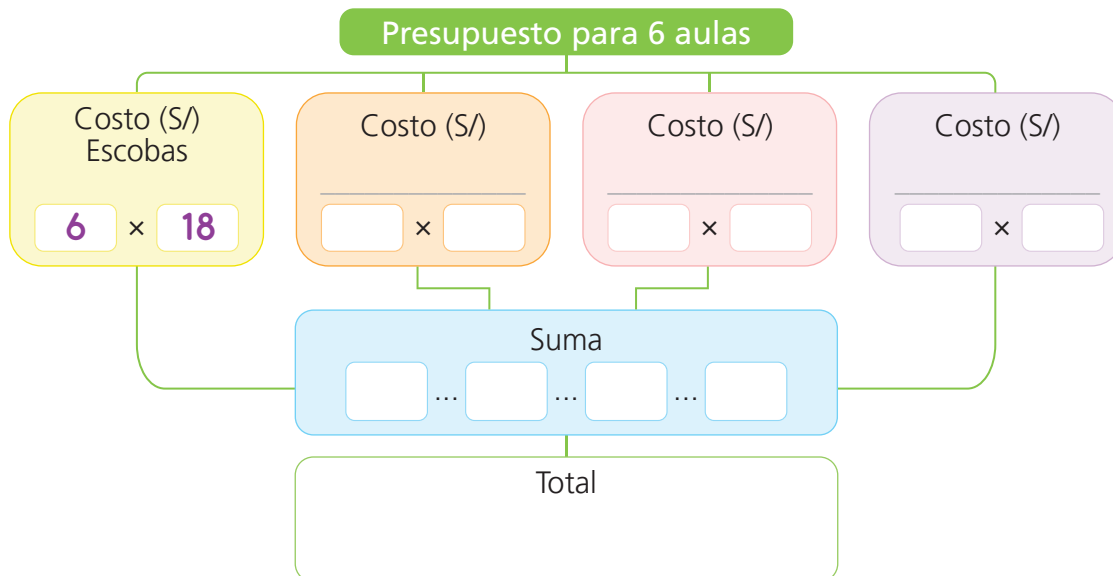 Presupuesto para 6 aulas
Costo (S/)
Escobas
6 × 18
Costo (S/)
×
Costo (S/)
×
Costo (S/)
×
Suma
... ... ...
Total